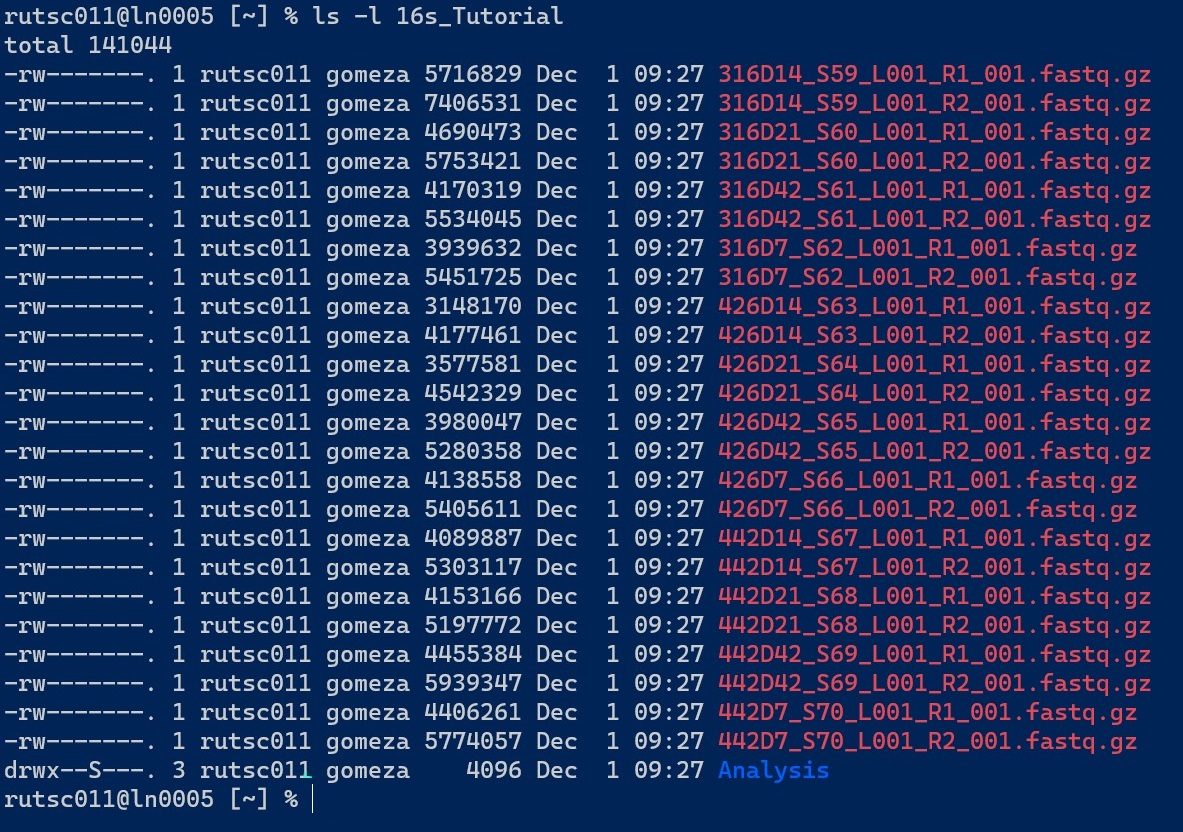 rutsc011@ln0005 [~] % ls -l 16s_Tutorial
total 141044
-rw-------. 1 rutsc011 gomeza 5716829 Dec  1 09:27 316D14_S59_L001_R1_001.fastq.gz
-rw-------. 1 rutsc011 gomeza 7406531 Dec  1 09:27 316D14_S59_L001_R2_001.fastq.gz
-rw-------. 1 rutsc011 gomeza 4690473 Dec  1 09:27 316D21_S60_L001_R1_001.fastq.gz
-rw-------. 1 rutsc011 gomeza 5753421 Dec  1 09:27 316D21_S60_L001_R2_001.fastq.gz
-rw-------. 1 rutsc011 gomeza 4170319 Dec  1 09:27 316D42_S61_L001_R1_001.fastq.gz
-rw-------. 1 rutsc011 gomeza 5534045 Dec  1 09:27 316D42_S61_L001_R2_001.fastq.gz
-rw-------. 1 rutsc011 gomeza 3939632 Dec  1 09:27 316D7_S62_L001_R1_001.fastq.gz
-rw-------. 1 rutsc011 gomeza 5451725 Dec  1 09:27 316D7_S62_L001_R2_001.fastq.gz
-rw-------. 1 rutsc011 gomeza 3148170 Dec  1 09:27 426D14_S63_L001_R1_001.fastq.gz
-rw-------. 1 rutsc011 gomeza 4177461 Dec  1 09:27 426D14_S63_L001_R2_001.fastq.gz
-rw-------. 1 rutsc011 gomeza 3577581 Dec  1 09:27 426D21_S64_L001_R1_001.fastq.gz
-rw-------. 1 rutsc011 gomeza 4542329 Dec  1 09:27 426D21_S64_L001_R2_001.fastq.gz
-rw-------. 1 rutsc011 gomeza 3980047 Dec  1 09:27 426D42_S65_L001_R1_001.fastq.gz
-rw-------. 1 rutsc011 gomeza 5280358 Dec  1 09:27 426D42_S65_L001_R2_001.fastq.gz
-rw-------. 1 rutsc011 gomeza 4138558 Dec  1 09:27 426D7_S66_L001_R1_001.fastq.gz
-rw-------. 1 rutsc011 gomeza 5405611 Dec  1 09:27 426D7_S66_L001_R2_001.fastq.gz
-rw-------. 1 rutsc011 gomeza 4089887 Dec  1 09:27 442D14_S67_L001_R1_001.fastq.gz
-rw-------. 1 rutsc011 gomeza 5303117 Dec  1 09:27 442D14_S67_L001_R2_001.fastq.gz
-rw-------. 1 rutsc011 gomeza 4153166 Dec  1 09:27 442D21_S68_L001_R1_001.fastq.gz
-rw-------. 1 rutsc011 gomeza 5197772 Dec  1 09:27 442D21_S68_L001_R2_001.fastq.gz
-rw-------. 1 rutsc011 gomeza 4455384 Dec  1 09:27 442D42_S69_L001_R1_001.fastq.gz
-rw-------. 1 rutsc011 gomeza 5939347 Dec  1 09:27 442D42_S69_L001_R2_001.fastq.gz
-rw-------. 1 rutsc011 gomeza 4406261 Dec  1 09:27 442D7_S70_L001_R1_001.fastq.gz
-rw-------. 1 rutsc011 gomeza 5774057 Dec  1 09:27 442D7_S70_L001_R2_001.fastq.gz
drwx--S---. 3 rutsc011 gomeza    4096 Dec  1 09:27 Analysis
rutsc011@ln0005 [~] %